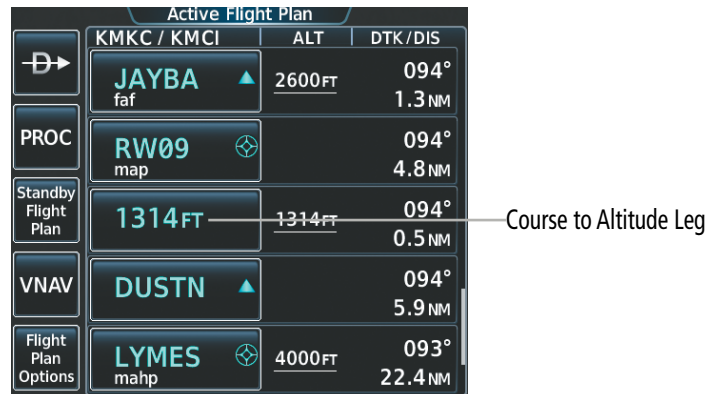 Active Flight Plan
KMKC / KMCI ALT DTK/DIS
D
JAYBA 2600FT 094°
faf 1.3NM
PROC
RW09 094°
map 4.8NM
Standby
Flight
Plan
1314FT 1314FT 094°
0.5NM
Course to Altitude Leg
VNAV
DUSTN 094°
5.9NM
Flight
Plan
Options
LYMES 4000FT 093°
mahp 22.4NM